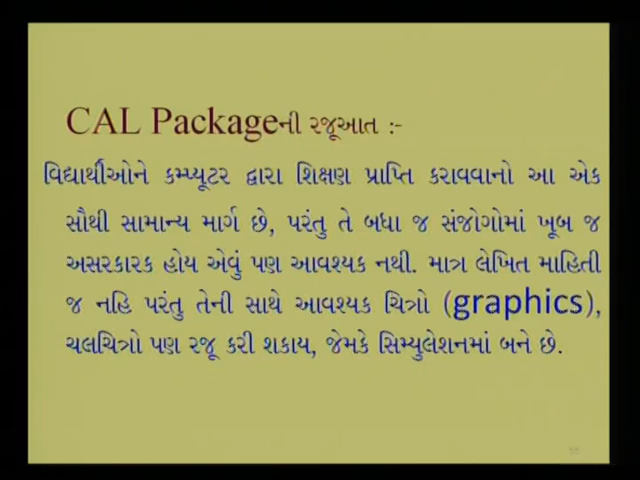 CAL Packageની રજૂઆત :-
વિદ્યાર્થીઓને કમ્પ્યૂટર દ્વારા શિક્ષણ પ્રાપ્તિ કરાવવાનો આ એક
સૌથી સામાન્ય માર્ગ છે, પરંતુ તે બધા જ સંજોગોમાં ખૂબ જ
અસરકારક હોય એવું પણ આવશ્યક નથી. માત્ર લેખિત માહિતી
જ નહિ પરંતુ તેની સાથે આવશ્યક ચિત્રો (graphics),
ચલચિત્રો પણ રજૂ કરી શકાય, જેમકે સિમ્યુલેશનમાં બને છે.